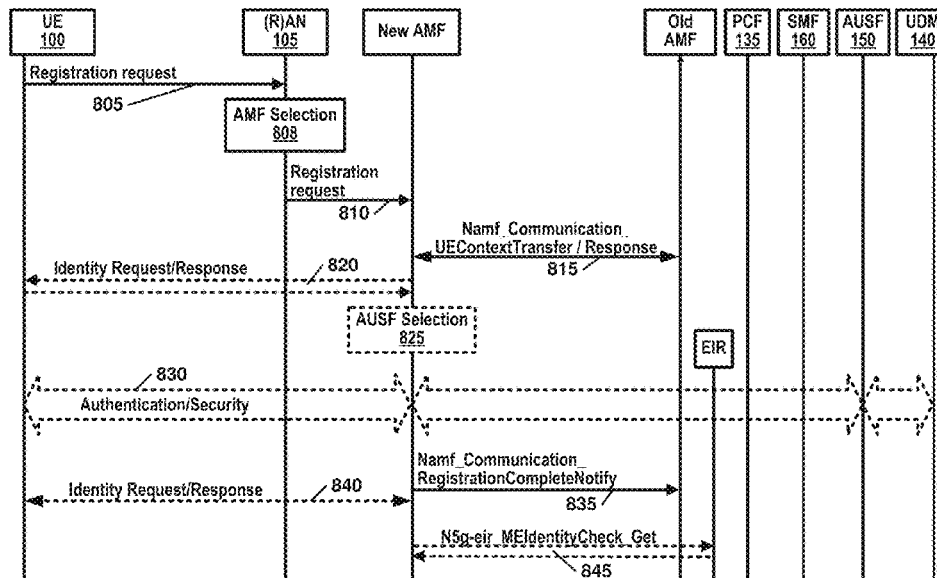 UE
100
(R)AN
105
New AMF
Old
AMF
PCF
135
SMF
160
AUSF
150
UDM
140
Registration request
805
AMF Selection
808
Registration
request
810
Namf_Communication_
UEContextTransfer / Response
815
Identity Request/Response
820
AUSF Selection
825
EIR
830
Authentication/Security
Namf_Communication_
RegistrationCompleteNotify
835
Identity Request/Response
840
N5g-eir_MEIdentityCheck_Get
845